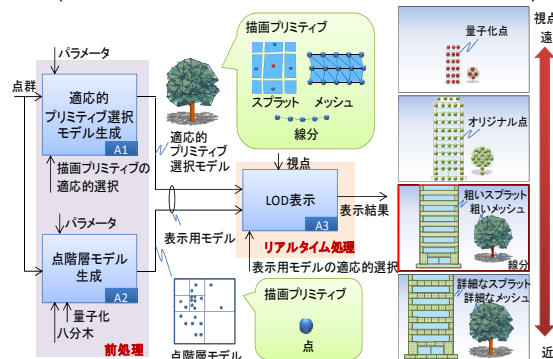 パラメータ
点群
適応的
プリミティブ選択
モデル生成
A1
描画プリミティブの
適応的選択
適応的
プリミティブ
選択モデル
描画プリミティブ
スプラット
メッシュ
線分
視点
LOD表示
A3
表示結果
リアルタイム処理
表示用モデルの適応的選択
表示用モデル
パラメータ
点階層モデル
生成
A2
量子化
八分木
前処理
点階層モデル
描画プリミティブ
点
視点
遠
量子化点
オリジナル点
粗いスプラット
粗いメッシュ
線分
詳細なスプラット
詳細なメッシュ
近